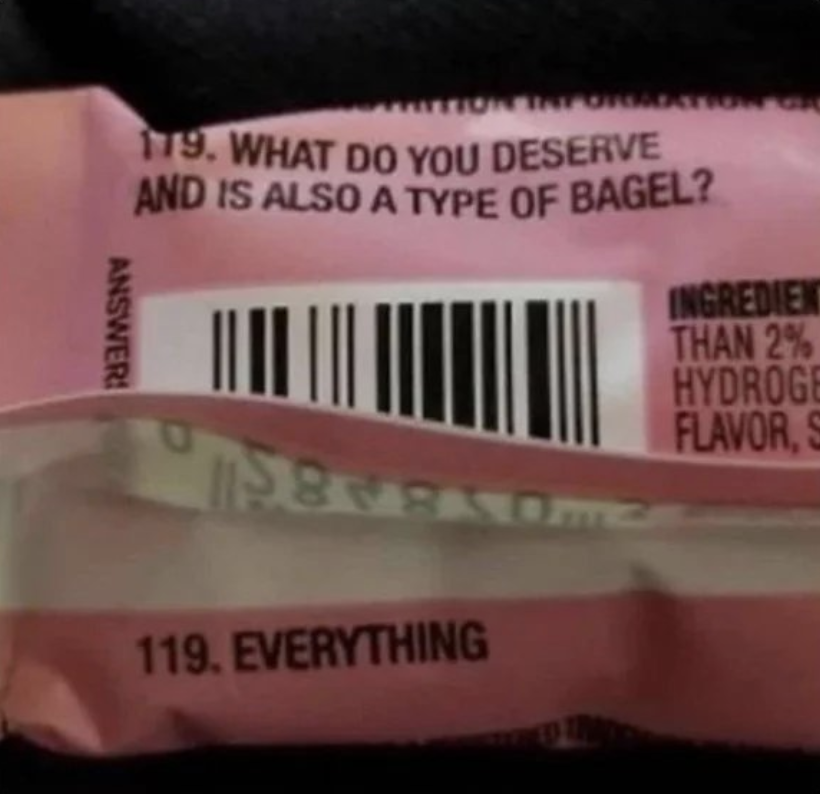 119. WHAT DO YOU DESERVE
AND IS ALSO A TYPE OF BAGEL?
ANSWER:
INGREDIEN
THAN 2%
HYDROGE
FLAVOR, S
119. EVERYTHING